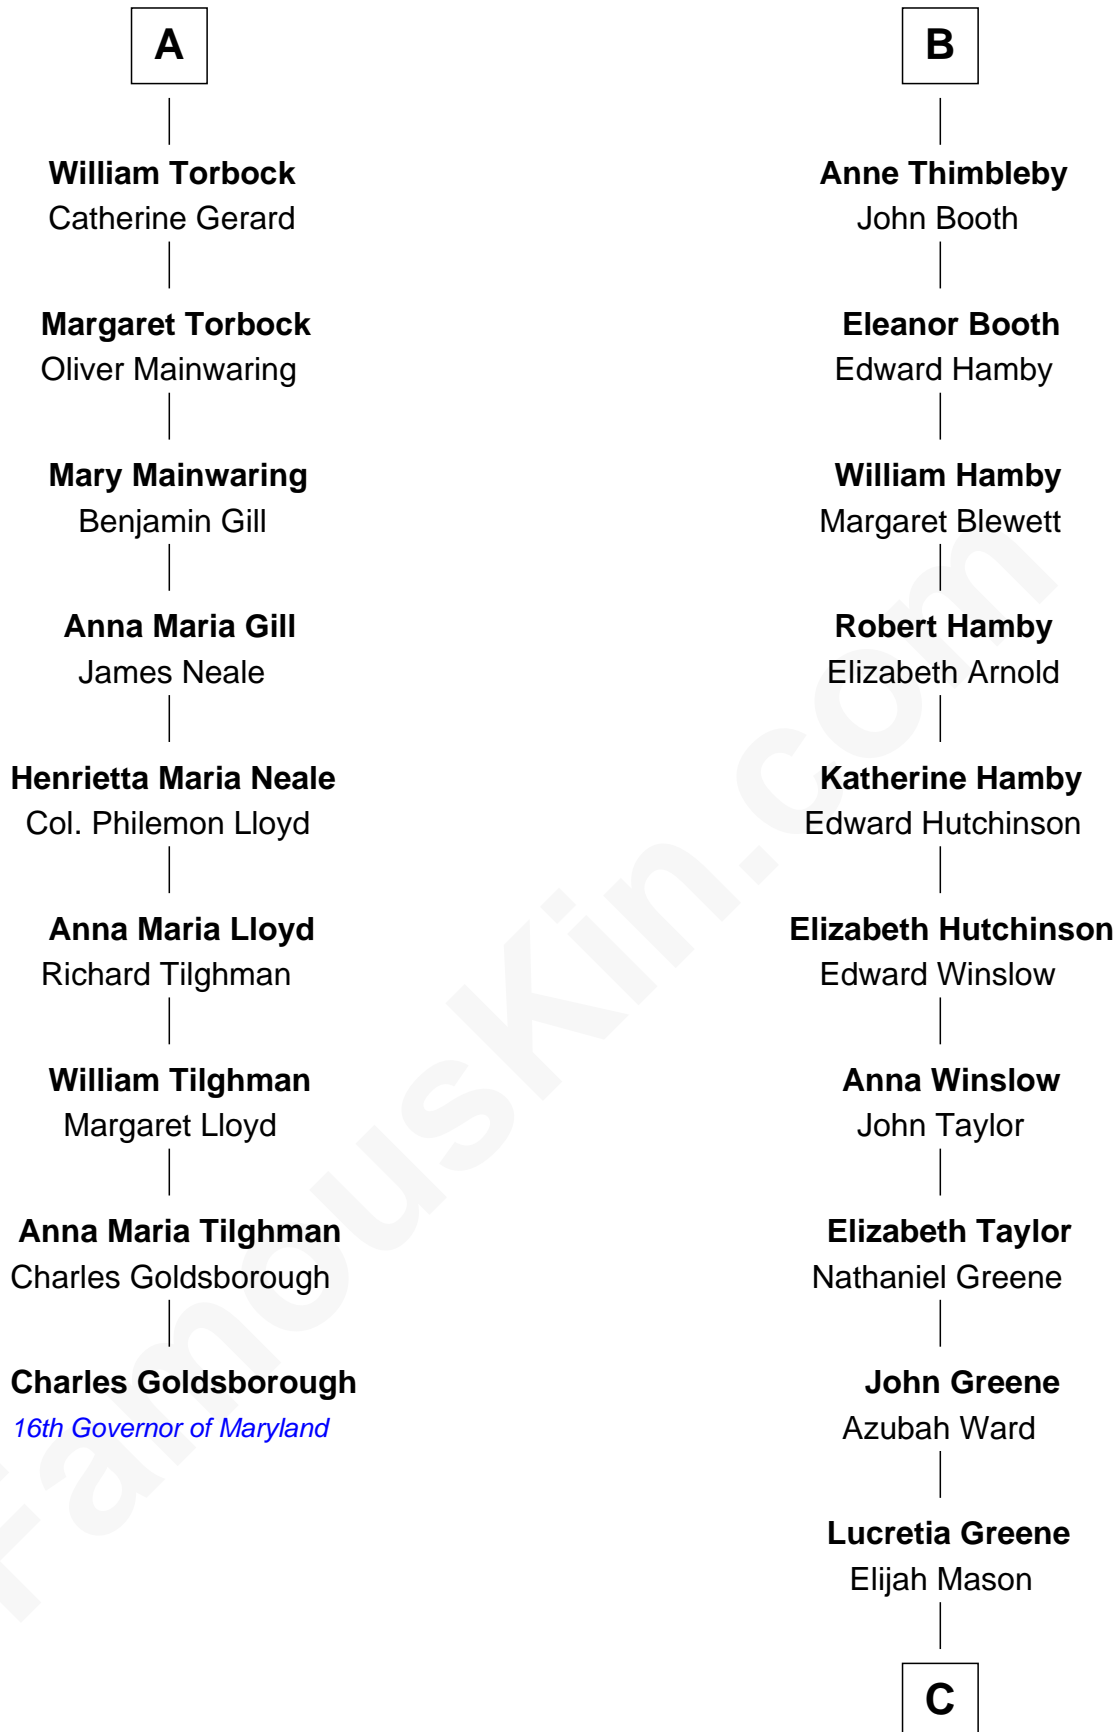 A
William Torbock
Catherine Gerard
Margaret Torbock
Oliver Mainwaring
Mary Mainwaring
Benjamin Gill
Anna Maria Gill
James Neale
Henrietta Maria Neale
Col. Philemon Lloyd
Anna Maria Lloyd
Richard Tilghman
William Tilghman
Margaret Lloyd
Anna Maria Tilghman
Charles Goldsborough
Charles Goldsborough
16th Governor of Maryland
B
Anne Thimbleby
John Booth
Eleanor Booth
Edward Hamby
William Hamby
Margaret Blewett
Robert Hamby
Elizabeth Arnold
Katherine Hamby
Edward Hutchinson
Elizabeth Hutchinson
Edward Winslow
Anna Winslow
John Taylor
Elizabeth Taylor
Nathaniel Greene
John Greene
Azubah Ward
Lucretia Greene
Elijah Mason
C
FamousKin.com